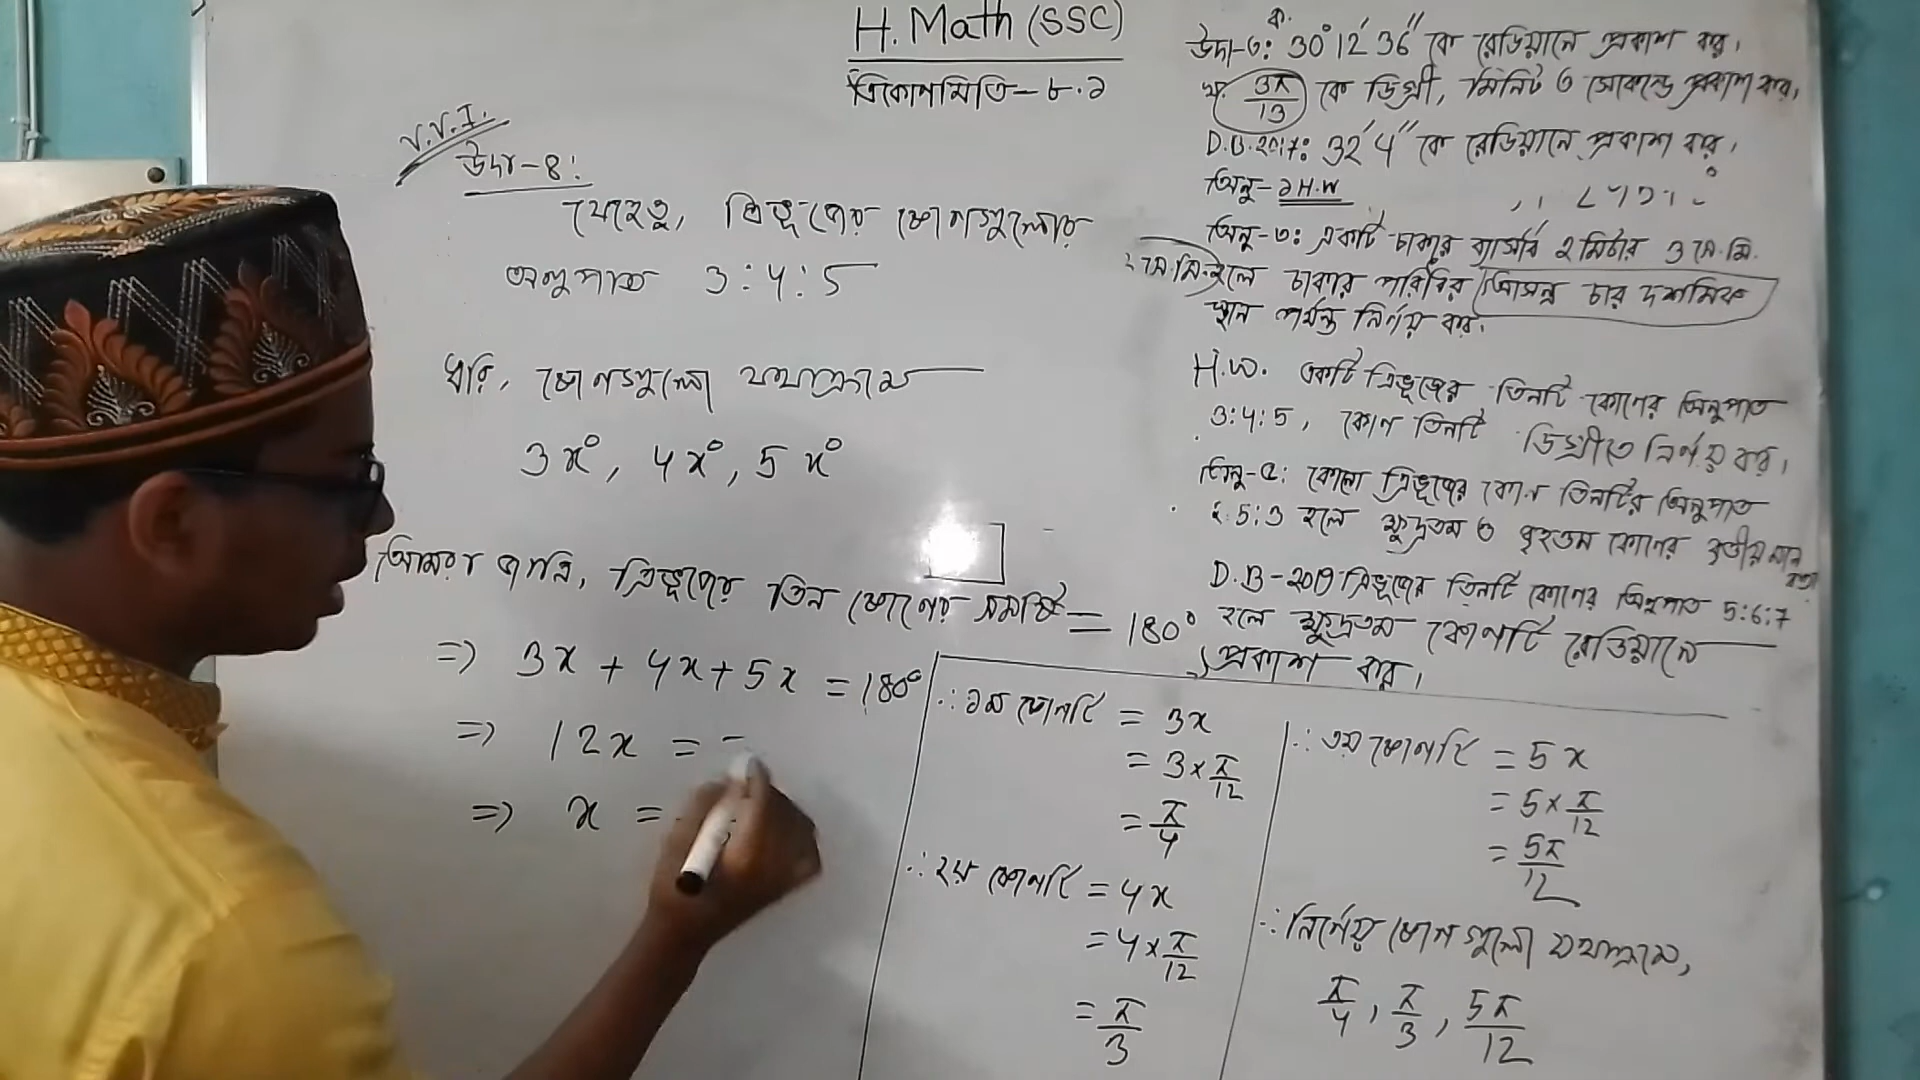 H. Math (SSC)
ত্রিকোণমিতি-৮.১
V.V.I.
উদা-৪:
যেহেতু, ত্রিভূজের কোণগুলোর
অনুপাত 3:4:5
ধরি, কোণগুলো যথাক্রমে
3x°, 4x°, 5x°
আমরা জানি, ত্রিভূজের তিন কোণের সমষ্টি = 180°
=> 3x + 4x + 5x = 180°
=> 12x =
=> x =
∴ ১ম কোণটি = 3x
= 3 × π/12
= π/4
∴ ২য় কোণটি = 4x
= 4 × π/12
= π/3
∴ ৩য় কোণটি = 5x
= 5 × π/12
= 5π/12
∴ নির্ণেয় কোণগুলো যথাক্রমে,
π/4, π/3, 5π/12
উদা-৩: ক. 30°12′36″ কে রেডিয়ানে প্রকাশ কর।
খ. 3π/13 কে ডিগ্রী, মিনিট ও সেকেন্ডে প্রকাশ কর।
D.B.২০১৭: 32′4″ কে রেডিয়ানে প্রকাশ কর।
অনু-১ H.W
অনু-৩: একটি চাকার ব্যাসার্ধ ২ মিটার ৩ সে.মি.
হলে চাকার পরিধির আসন্ন চার দশমিক
স্থান পর্যন্ত নির্ণয় কর।
H.W. একটি ত্রিভূজের তিনটি কোণের অনুপাত
3:4:5, কোণ তিনটি ডিগ্রীতে নির্ণয় কর।
অনু-৫: কোনো ত্রিভূজের কোণ তিনটির অনুপাত
২:5:3 হলে ক্ষুদ্রতম ও বৃহত্তম কোণের বৃত্তীয় মান কত?
D.B-২০১৯ ত্রিভূজের তিনটি কোণের অনুপাত 5:6:7
হলে ক্ষুদ্রতম কোণটি রেডিয়ানে
প্রকাশ কর।